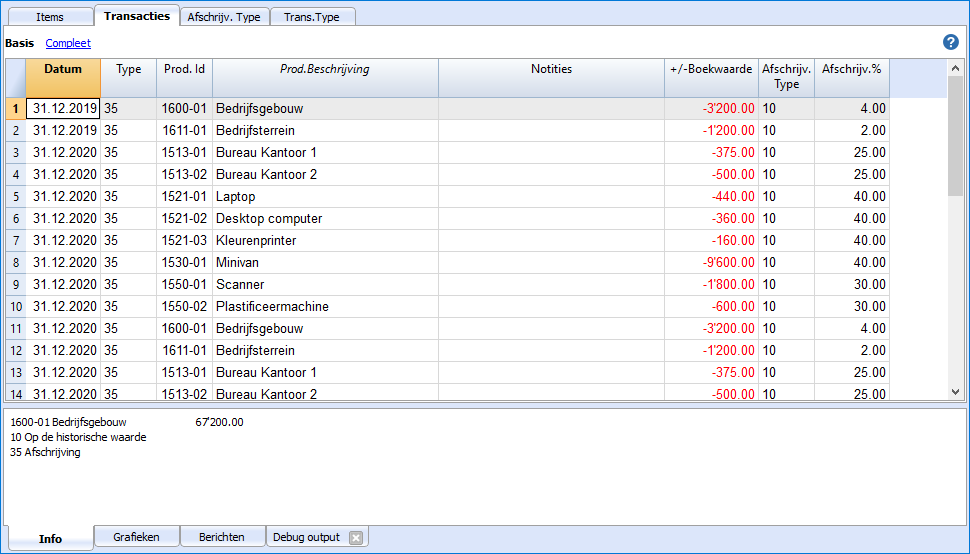 Items Transacties Afschrijv. Type Trans.Type
Basis Compleet ?
Datum Type Prod. Id Prod.Beschrijving Notities +/-Boekwaarde Afschrijv. Type Afschrijv.%
1 31.12.2019 35 1600-01 Bedrijfsgebouw -3'200.00 10 4.00
2 31.12.2019 35 1611-01 Bedrijfsterrein -1'200.00 10 2.00
3 31.12.2020 35 1513-01 Bureau Kantoor 1 -375.00 10 25.00
4 31.12.2020 35 1513-02 Bureau Kantoor 2 -500.00 10 25.00
5 31.12.2020 35 1521-01 Laptop -440.00 10 40.00
6 31.12.2020 35 1521-02 Desktop computer -360.00 10 40.00
7 31.12.2020 35 1521-03 Kleurenprinter -160.00 10 40.00
8 31.12.2020 35 1530-01 Minivan -9'600.00 10 40.00
9 31.12.2020 35 1550-01 Scanner -1'800.00 10 30.00
10 31.12.2020 35 1550-02 Plastificeermachine -600.00 10 30.00
11 31.12.2020 35 1600-01 Bedrijfsgebouw -3'200.00 10 4.00
12 31.12.2020 35 1611-01 Bedrijfsterrein -1'200.00 10 2.00
13 31.12.2020 35 1513-01 Bureau Kantoor 1 -375.00 10 25.00
14 31.12.2020 35 1513-02 Bureau Kantoor 2 -500.00 10 25.00
1600-01 Bedrijfsgebouw 67'200.00
10 Op de historische waarde
35 Afschrijving
Info Grafieken Berichten Debug output